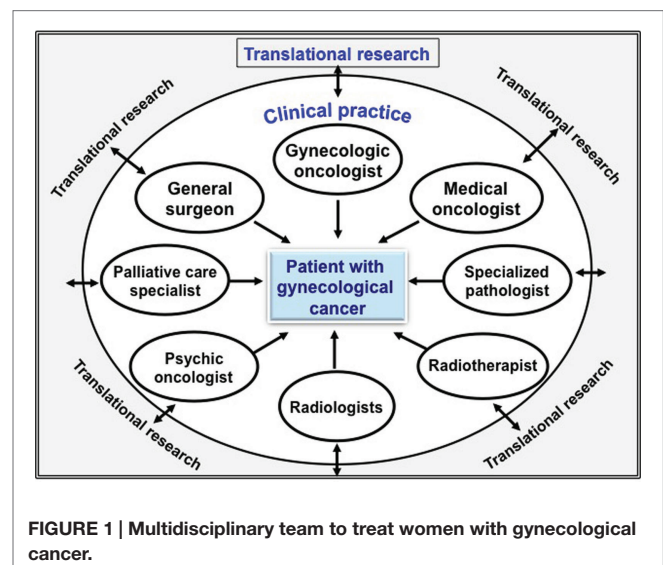 Translational research
Translational research
Translational research
Clinical practice
Gynecologic
oncologist
General
surgeon
Medical
oncologist
Palliative care
specialist
Patient with
gynecological
cancer
Specialized
pathologist
Psychic
oncologist
Radiotherapist
Radiologists
Translational research
Translational research
FIGURE 1 | Multidisciplinary team to treat women with gynecological
cancer.